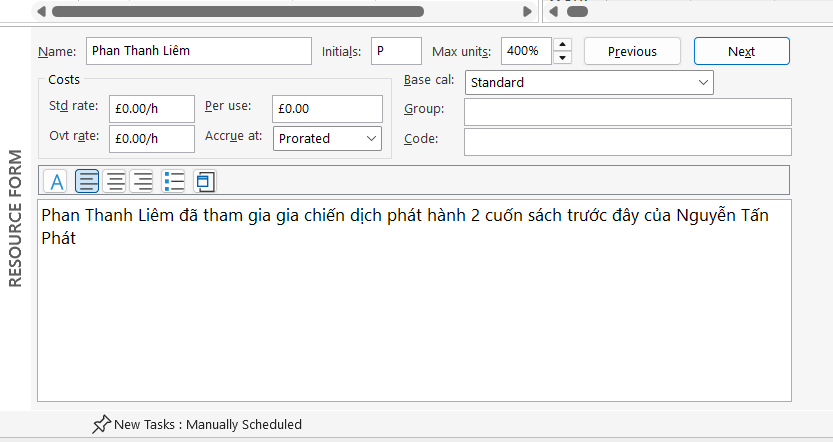 Name: Phan Thanh Liêm Initials: P Max units: 400% Previous Next
Costs
Base cal: Standard
Std rate: £0.00/h Per use: £0.00
Group:
Ovt rate: £0.00/h Accrue at: Prorated
Code:
A
RESOURCE FORM
Phan Thanh Liêm đã tham gia gia chiến dịch phát hành 2 cuốn sách trước đây của Nguyễn Tấn
Phát
New Tasks : Manually Scheduled